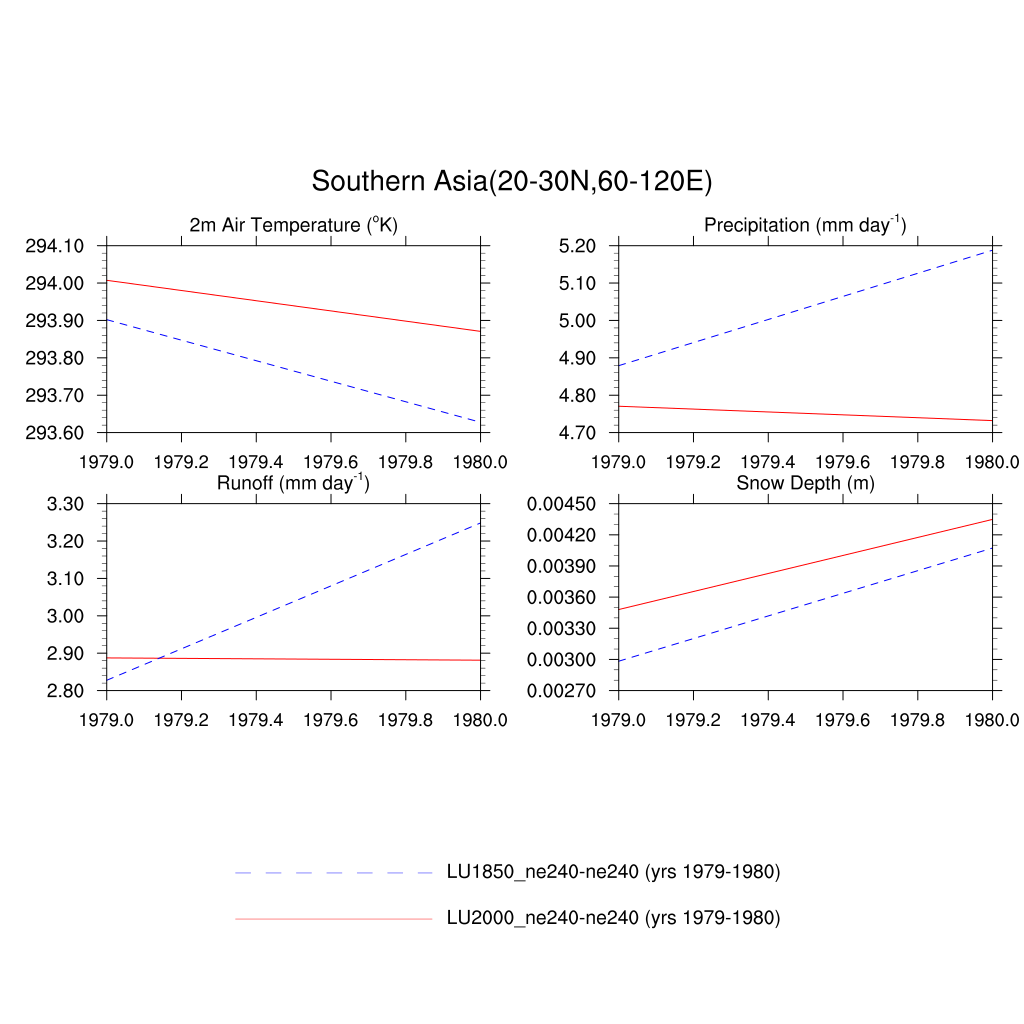 Southern Asia(20-30N,60-120E)
2m Air Temperature (°K)
294.10
294.00
293.90
293.80
293.70
293.60
1979.0 1979.2 1979.4 1979.6 1979.8 1980.0
Precipitation (mm day⁻¹)
5.20
5.10
5.00
4.90
4.80
4.70
1979.0 1979.2 1979.4 1979.6 1979.8 1980.0
Runoff (mm day⁻¹)
3.30
3.20
3.10
3.00
2.90
2.80
1979.0 1979.2 1979.4 1979.6 1979.8 1980.0
Snow Depth (m)
0.00450
0.00420
0.00390
0.00360
0.00330
0.00300
0.00270
1979.0 1979.2 1979.4 1979.6 1979.8 1980.0
LU1850_ne240-ne240 (yrs 1979-1980)
LU2000_ne240-ne240 (yrs 1979-1980)